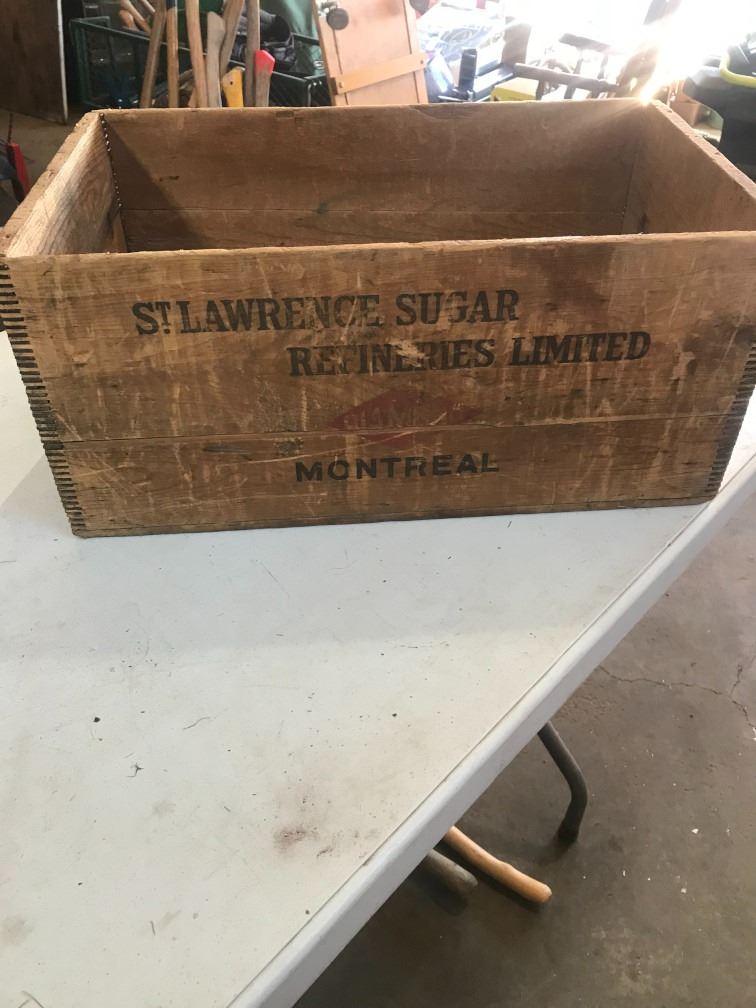 ST LAWRENCE SUGAR
REFINERIES LIMITED
MONTREAL